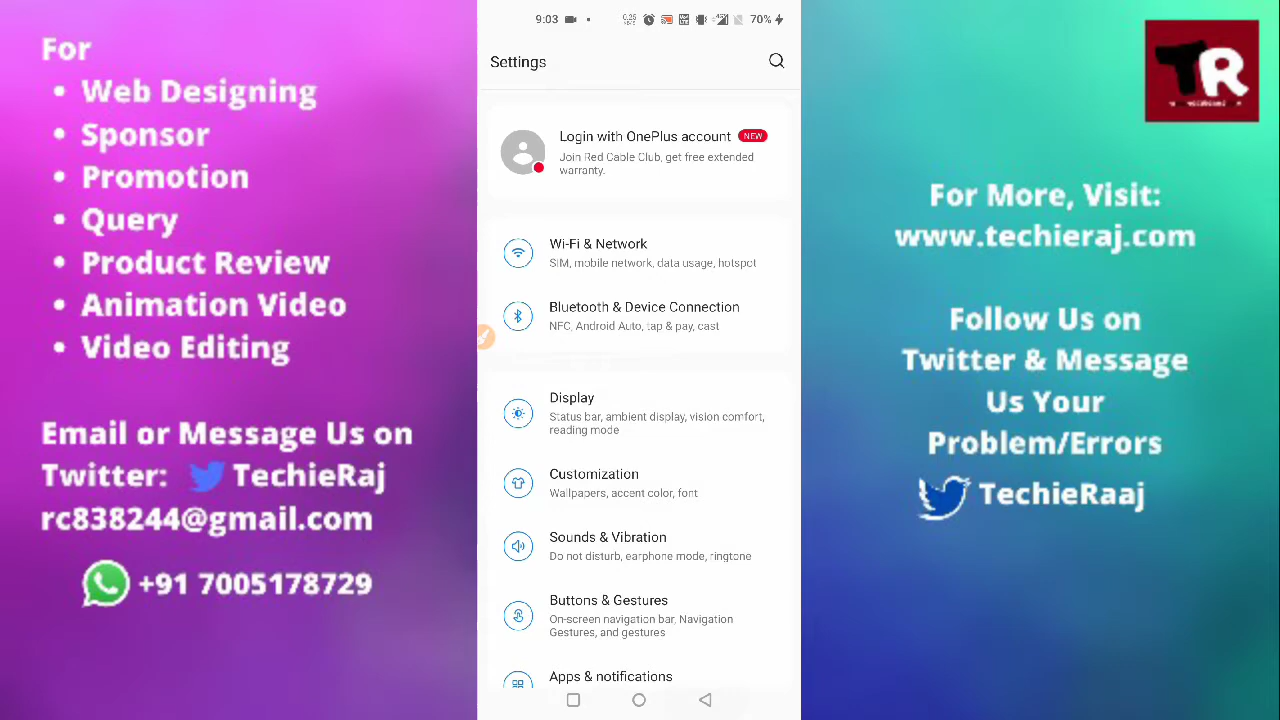 For
• Web Designing
• Sponsor
• Promotion
• Query
• Product Review
• Animation Video
• Video Editing
Email or Message Us on
Twitter: TechieRaj
rc838244@gmail.com
+91 7005178729
9:03
70%
Settings
Login with OnePlus account NEW
Join Red Cable Club, get free extended
warranty.
Wi-Fi & Network
SIM, mobile network, data usage, hotspot
Bluetooth & Device Connection
NFC, Android Auto, tap & pay, cast
Display
Status bar, ambient display, vision comfort,
reading mode
Customization
Wallpapers, accent color, font
Sounds & Vibration
Do not disturb, earphone mode, ringtone
Buttons & Gestures
On-screen navigation bar, Navigation
Gestures, and gestures
Apps & notifications
TR
For More, Visit:
www.techieraj.com
Follow Us on
Twitter & Message
Us Your
Problem/Errors
TechieRaaj